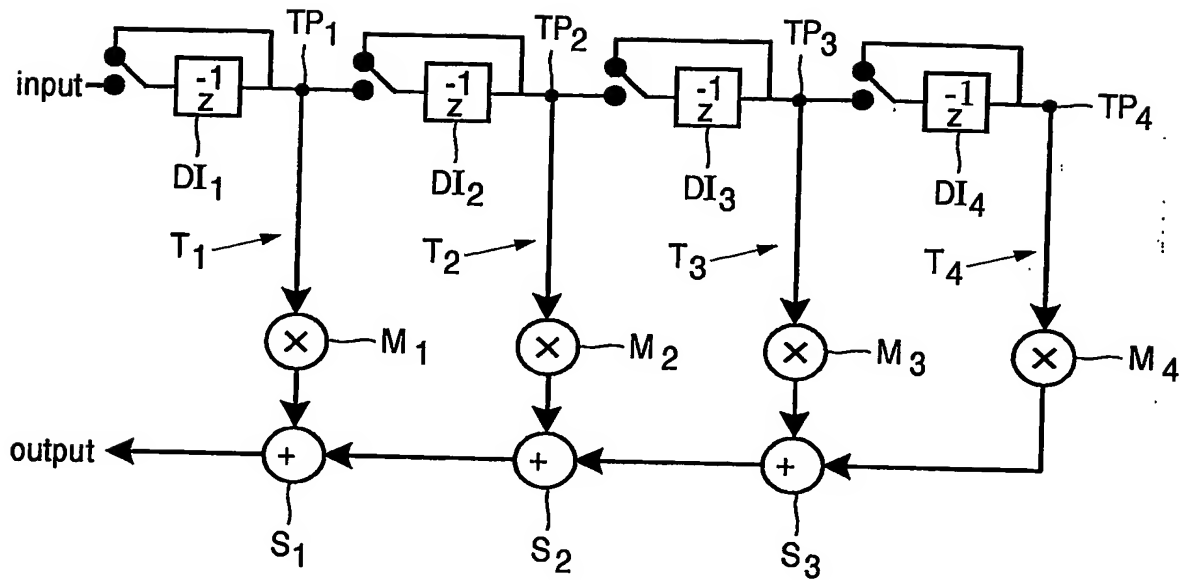 TP1 TP2 TP3
input -1 z -1 z -1 z -1 z TP4
DI1 DI2 DI3 DI4
T1 T2 T3 T4
× M1 × M2 × M3 × M4
output + + +
S1 S2 S3